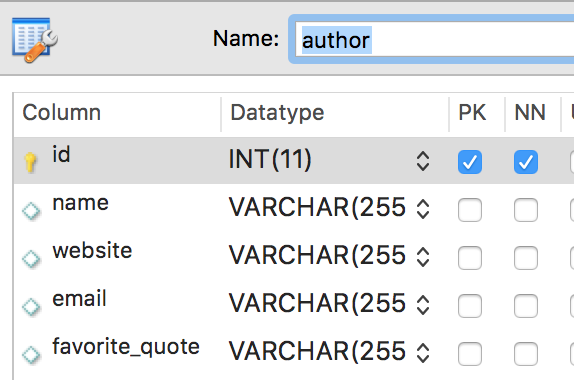 Name: author
Column Datatype PK NN
id INT(11)
name VARCHAR(255
website VARCHAR(255
email VARCHAR(255
favorite_quote VARCHAR(255